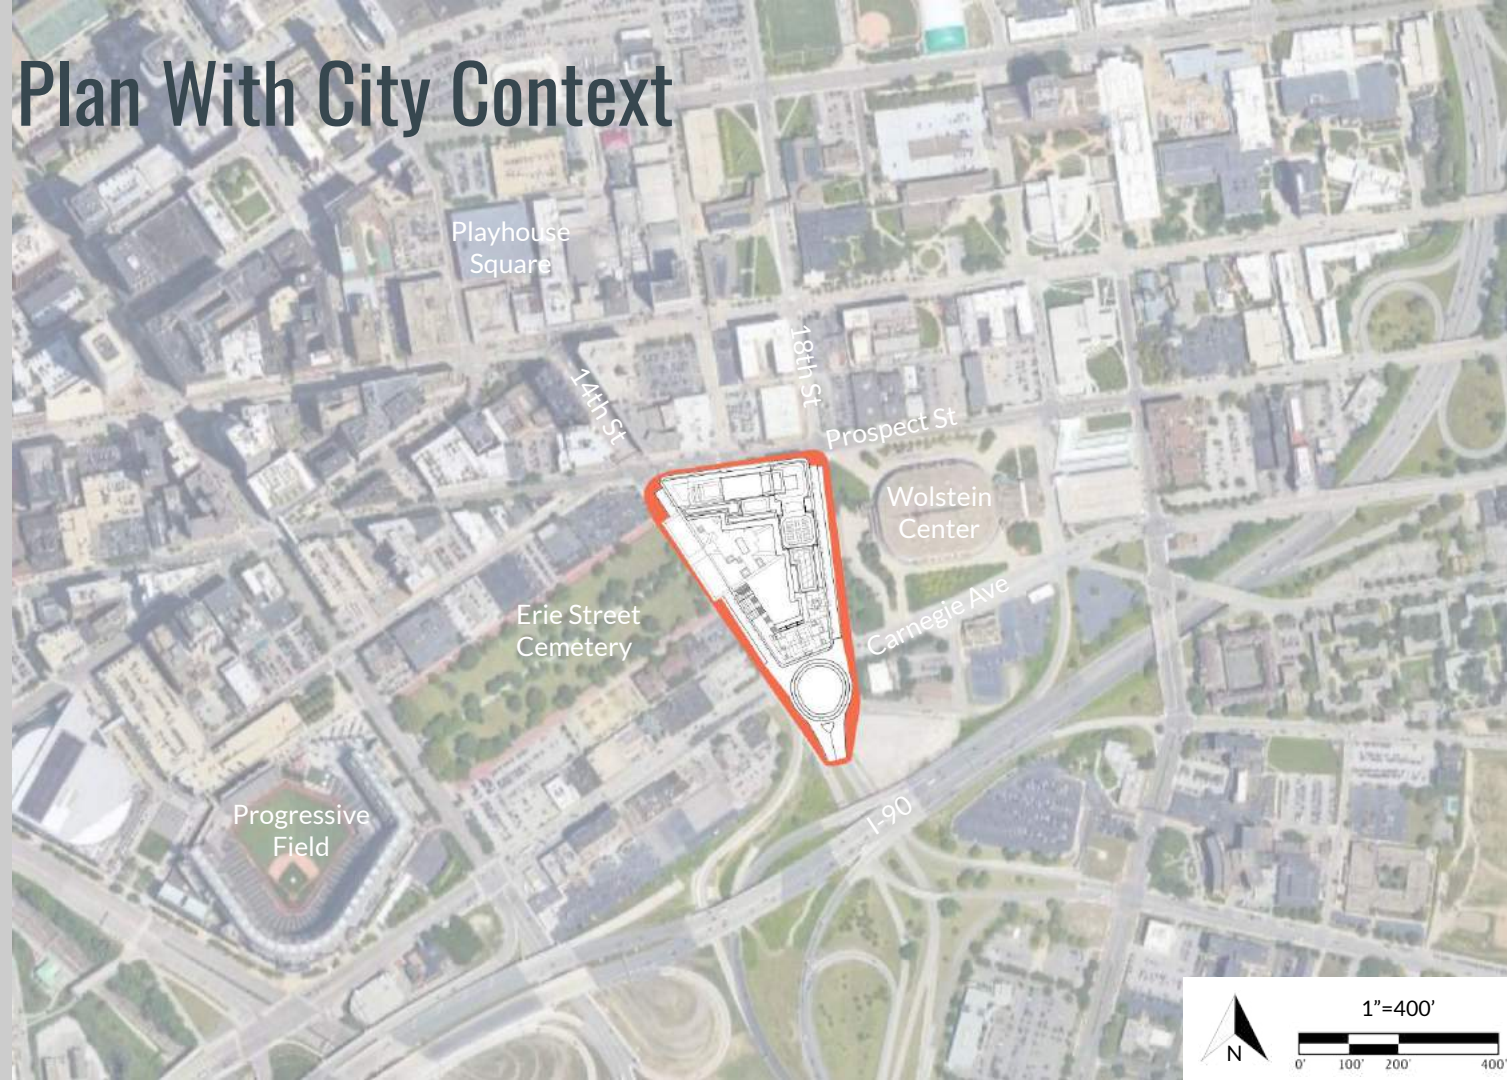 Plan With City Context
Playhouse
Square
14th St
18th St
Prospect St
Wolstein
Center
Erie Street
Cemetery
Carnegie Ave
Progressive
Field
I-90
1”=400’
N
0' 100' 200' 400'